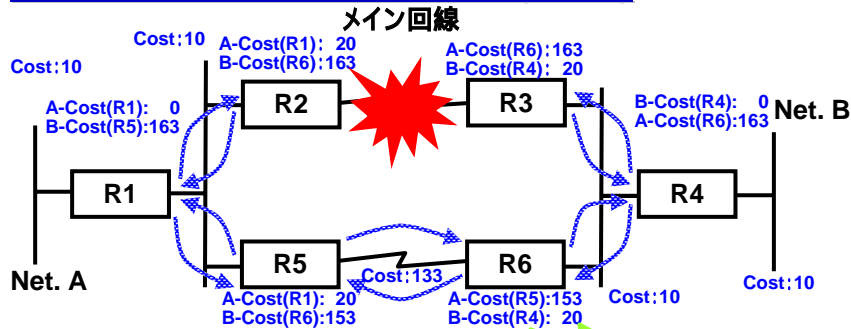 メイン回線
Cost:10
Cost:10
A-Cost(R1): 20
B-Cost(R6):163
A-Cost(R6):163
B-Cost(R4): 20
A-Cost(R1): 0
B-Cost(R5):163
B-Cost(R4): 0
A-Cost(R6):163
Net. B
R2
R3
R1
R4
R5
R6
Cost:133
Net. A
A-Cost(R1): 20
B-Cost(R6):153
A-Cost(R5):153
B-Cost(R4): 20
Cost:10
Cost:10